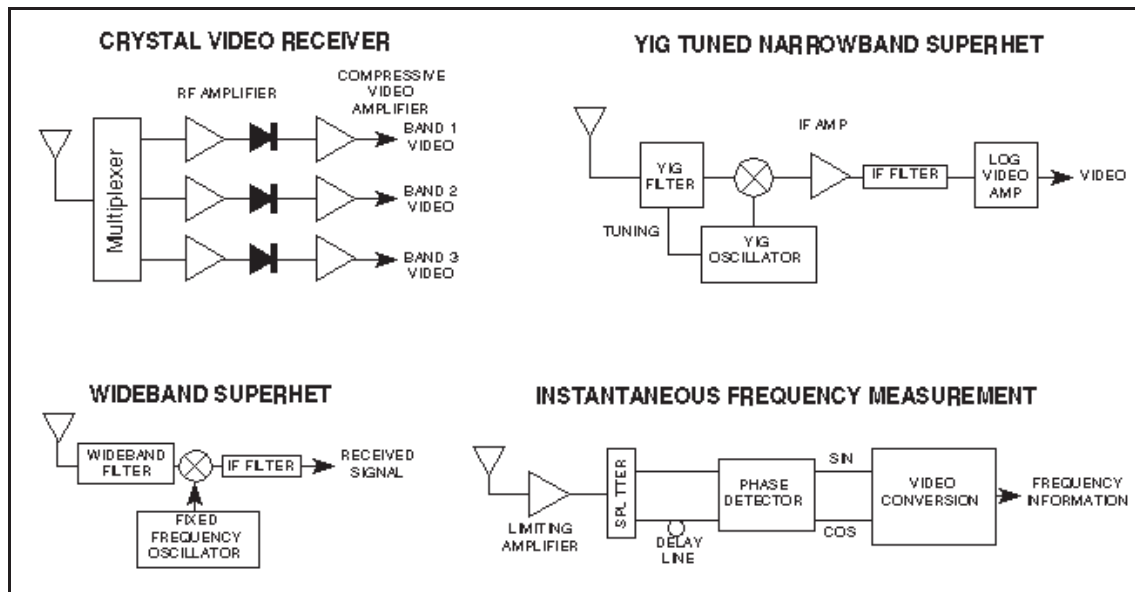 CRYSTAL VIDEO RECEIVER
RF AMPLIFIER
COMPRESSIVE
VIDEO
AMPLIFIER
Multiplexer
BAND 1
VIDEO
BAND 2
VIDEO
BAND 3
VIDEO
YIG TUNED NARROWBAND SUPERHET
IF AMP
YIG
FILTER
IF FILTER
LOG
VIDEO
AMP
VIDEO
TUNING
YIG
OSCILLATOR
WIDEBAND SUPERHET
WIDEBAND
FILTER
IF FILTER
RECEIVED
SIGNAL
FIXED
FREQUENCY
OSCILLATOR
INSTANTANEOUS FREQUENCY MEASUREMENT
LIMITING
AMPLIFIER
SPLITTER
DELAY
LINE
PHASE
DETECTOR
SIN
COS
VIDEO
CONVERSION
FREQUENCY
INFORMATION